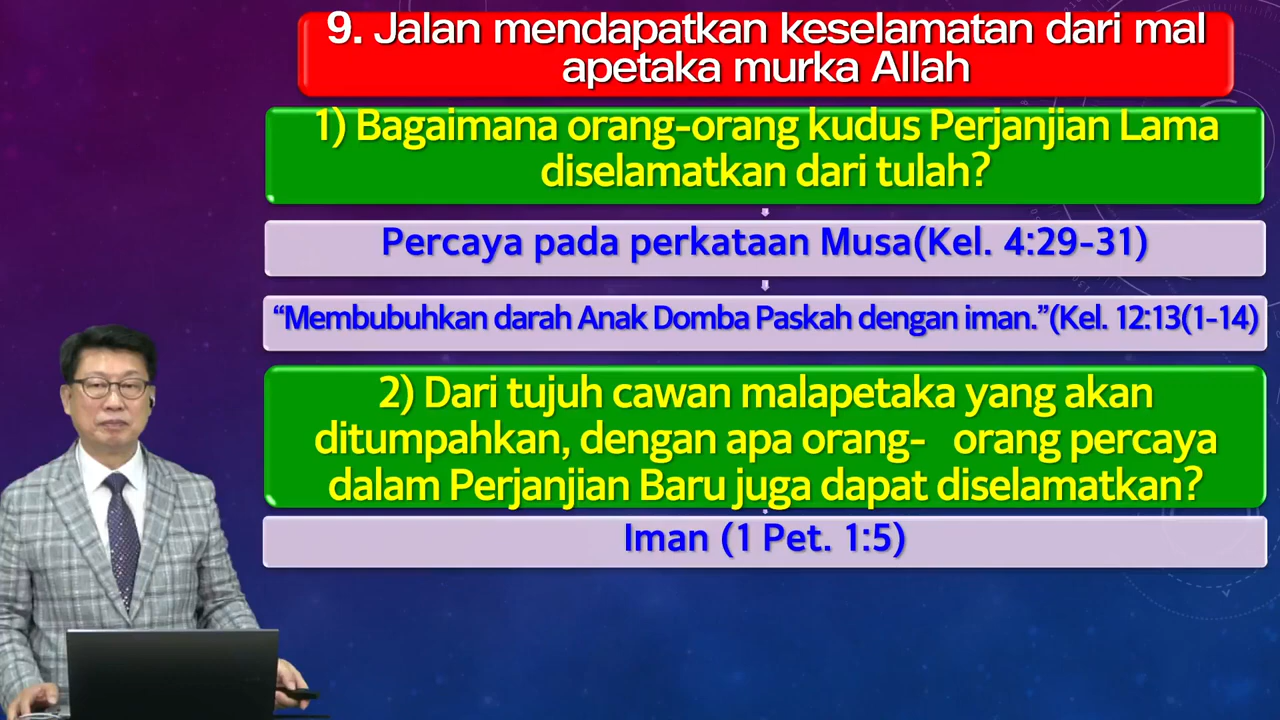 9. Jalan mendapatkan keselamatan dari mal
apetaka murka Allah
1) Bagaimana orang-orang kudus Perjanjian Lama
diselamatkan dari tulah?
Percaya pada perkataan Musa(Kel. 4:29-31)
“Membubuhkan darah Anak Domba Paskah dengan iman.”(Kel. 12:13(1-14)
2) Dari tujuh cawan malapetaka yang akan
ditumpahkan, dengan apa orang- orang percaya
dalam Perjanjian Baru juga dapat diselamatkan?
Iman (1 Pet. 1:5)